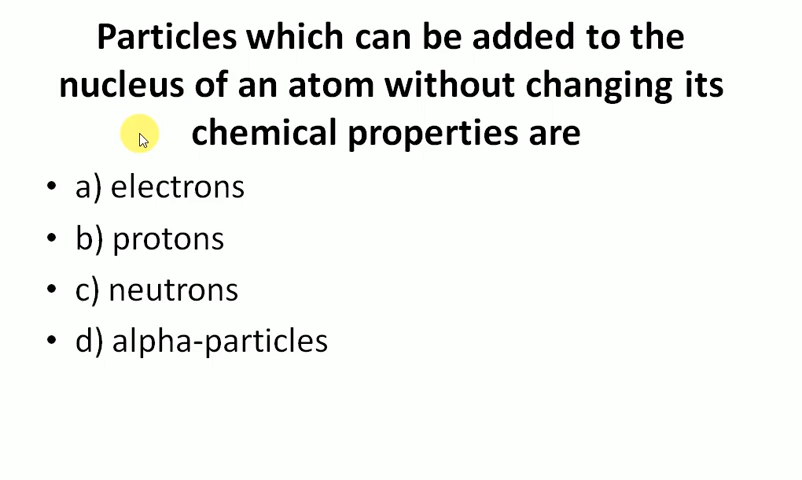 Particles which can be added to the
nucleus of an atom without changing its
chemical properties are
• a) electrons
• b) protons
• c) neutrons
• d) alpha-particles